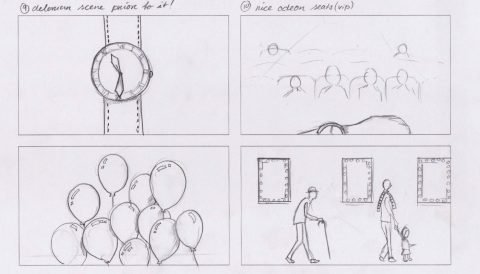 ⑨ delorean scene prior to it!
⑩ nice odeon seats (vip)